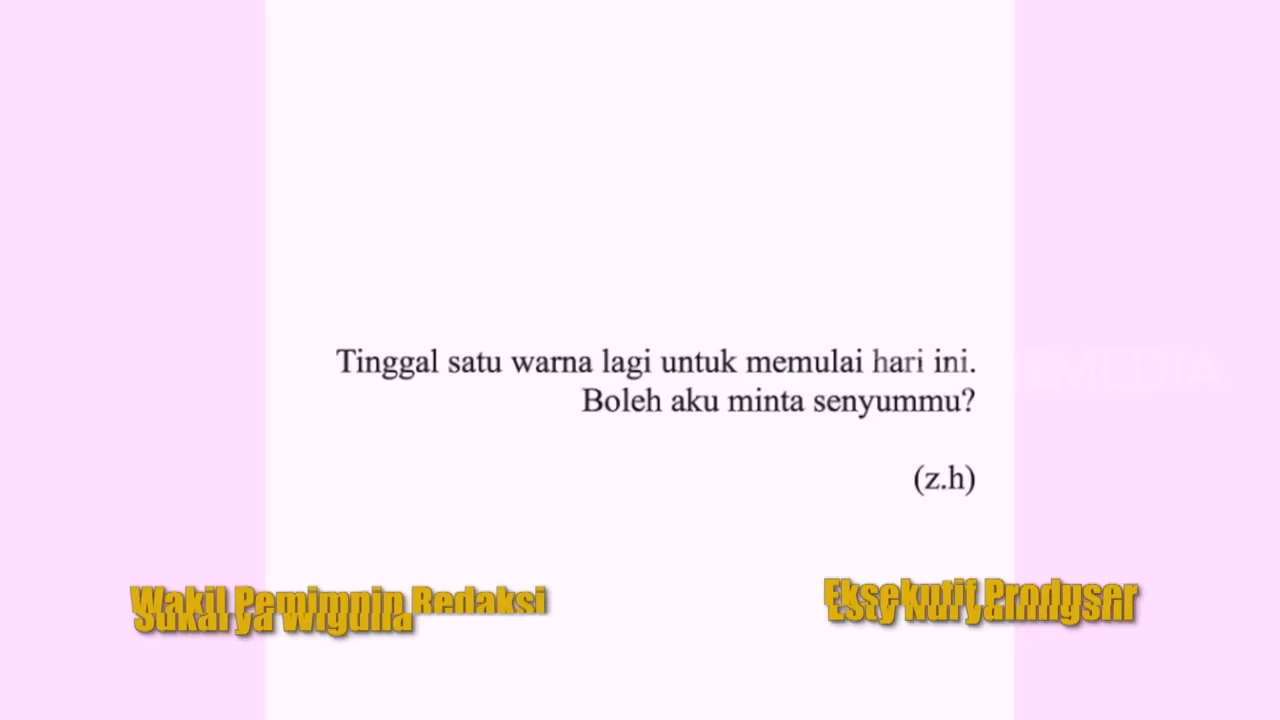 Tinggal satu warna lagi untuk memulai hari ini.
Boleh aku minta senyummu?
(z.h)
Wakil Pemimpin Redaksi
Eksekutif Produser